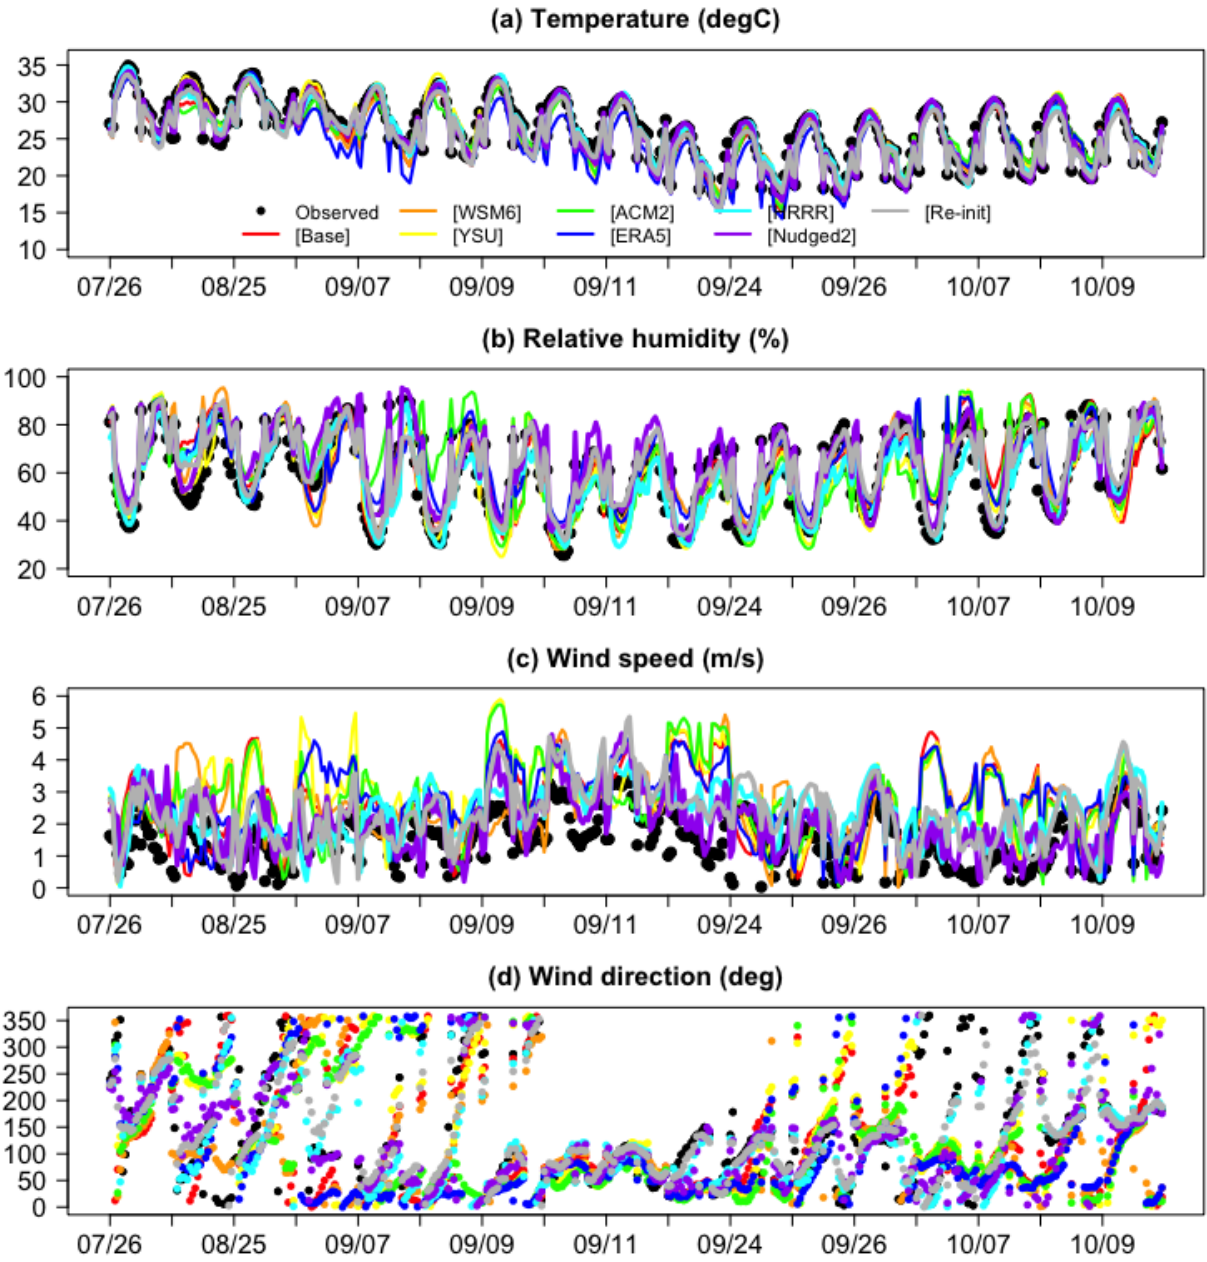 (a) Temperature (degC)
35
30
25
20
15
10
Observed [WSM6] [ACM2] [HRRR] [Re-init]
[Base] [YSU] [ERA5] [Nudged2]
07/26 08/25 09/07 09/09 09/11 09/24 09/26 10/07 10/09
(b) Relative humidity (%)
100
80
60
40
20
07/26 08/25 09/07 09/09 09/11 09/24 09/26 10/07 10/09
(c) Wind speed (m/s)
6
5
4
3
2
1
0
07/26 08/25 09/07 09/09 09/11 09/24 09/26 10/07 10/09
(d) Wind direction (deg)
350
300
250
200
150
100
50
0
07/26 08/25 09/07 09/09 09/11 09/24 09/26 10/07 10/09